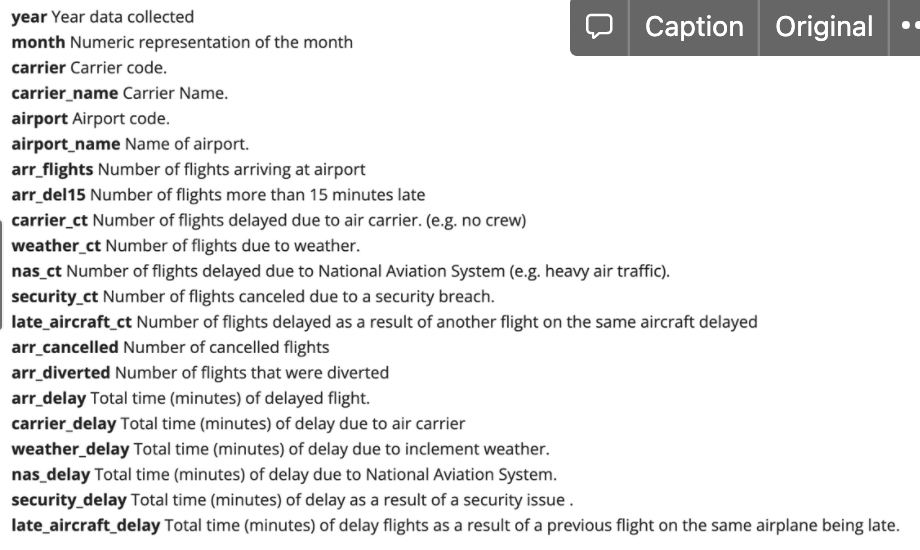 year Year data collected
month Numeric representation of the month
carrier Carrier code.
carrier_name Carrier Name.
airport Airport code.
airport_name Name of airport.
arr_flights Number of flights arriving at airport
arr_del15 Number of flights more than 15 minutes late
carrier_ct Number of flights delayed due to air carrier. (e.g. no crew)
weather_ct Number of flights due to weather.
nas_ct Number of flights delayed due to National Aviation System (e.g. heavy air traffic).
security_ct Number of flights canceled due to a security breach.
late_aircraft_ct Number of flights delayed as a result of another flight on the same aircraft delayed
arr_cancelled Number of cancelled flights
arr_diverted Number of flights that were diverted
arr_delay Total time (minutes) of delayed flight.
carrier_delay Total time (minutes) of delay due to air carrier
weather_delay Total time (minutes) of delay due to inclement weather.
nas_delay Total time (minutes) of delay due to National Aviation System.
security_delay Total time (minutes) of delay as a result of a security issue .
late_aircraft_delay Total time (minutes) of delay flights as a result of a previous flight on the same airplane being late.
Caption Original